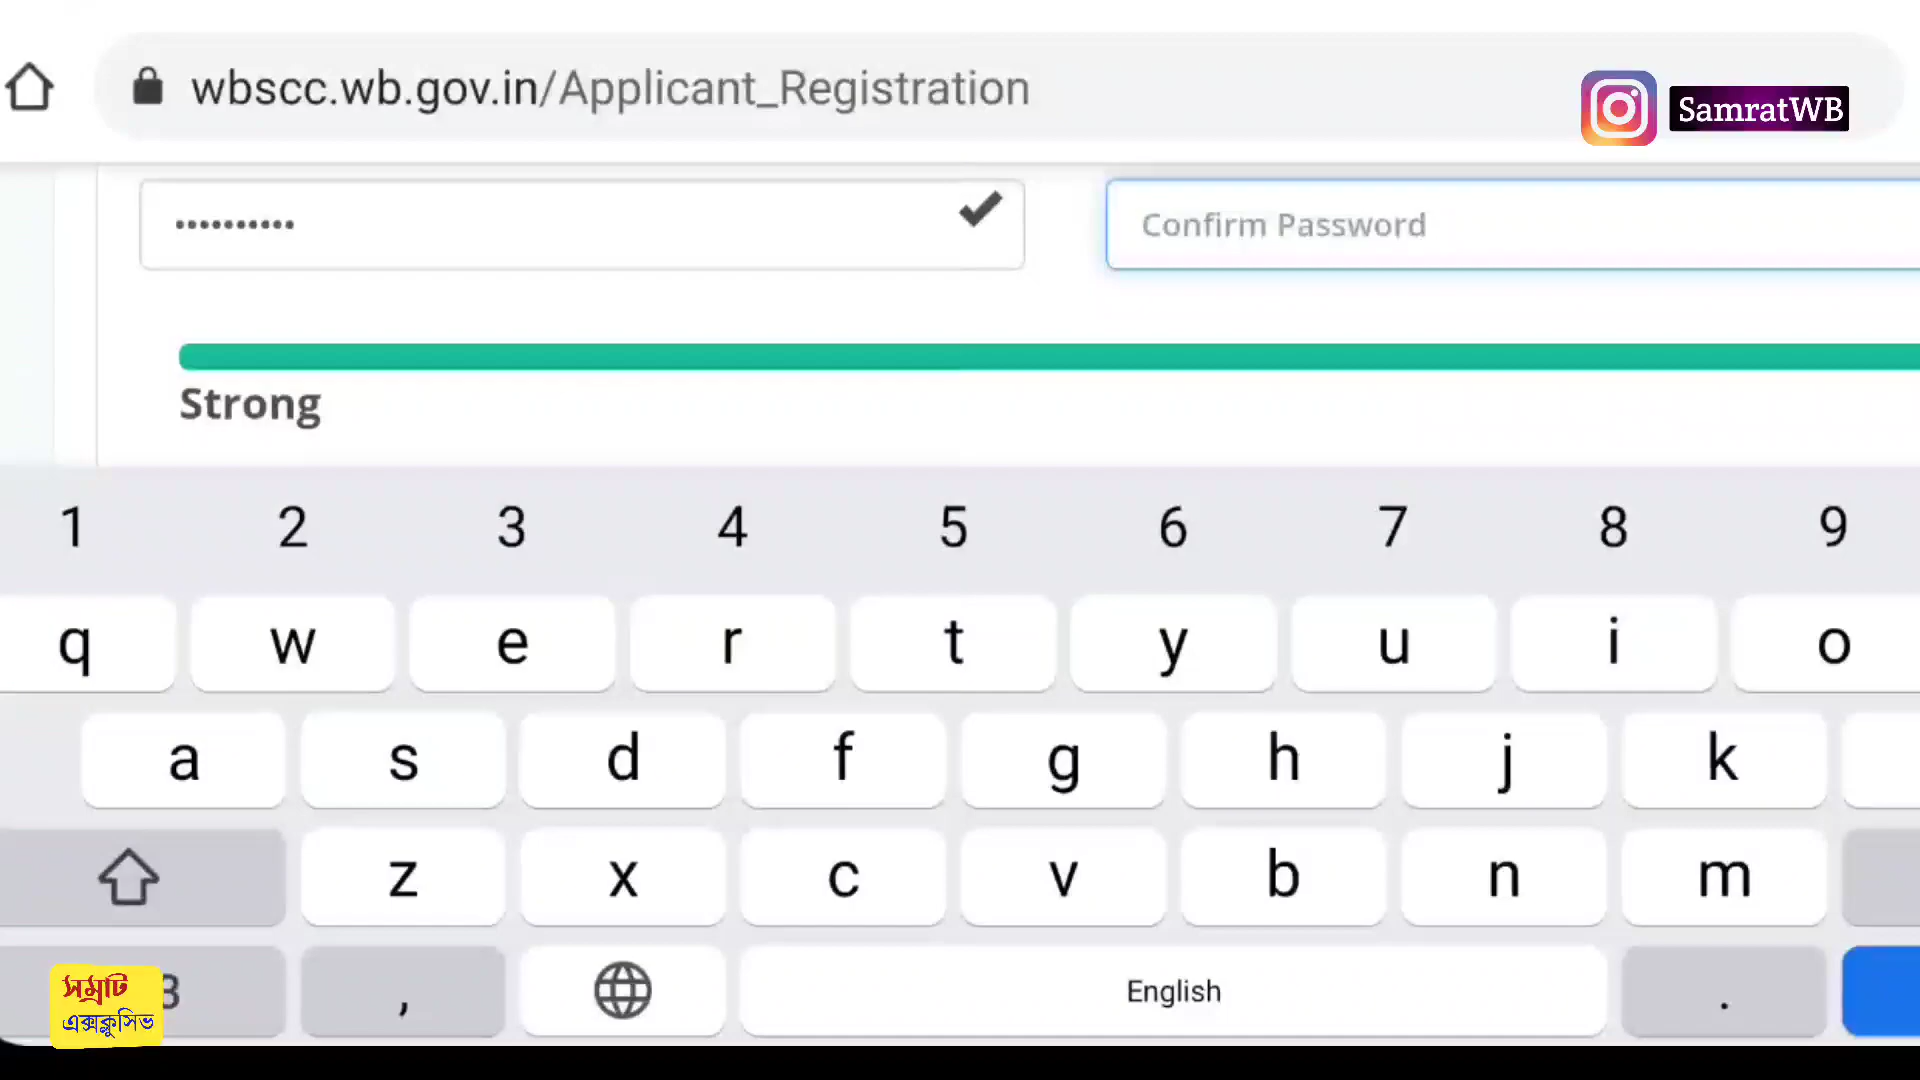 wbscc.wb.gov.in/Applicant_Registration
SamratWB
••••••••••
Confirm Password
Strong
1 2 3 4 5 6 7 8 9
q w e r t y u i o
a s d f g h j k
z x c v b n m
3 , English .
সম্রাট
এক্সক্লুসিভ